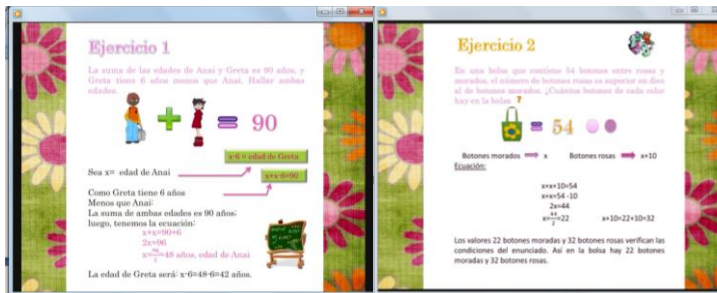 Ejercicio 1
La suma de las edades de Anai y Greta es 90 años, y
Greta tiene 6 años menos que Anai. Hallar ambas
edades.
90
x-6 = edad de Greta
Sea x= edad de Anai
x+x-6=90
Como Greta tiene 6 años
Menos que Anai:
La suma de ambas edades es 90 años;
luego, tenemos la ecuación:
x+x=90+6
2x=96
x=96/2=48 años, edad de Anai
La edad de Greta será: x-6=48-6=42 años.
Ejercicio 2
En una bolsa que contiene 54 botones entre rosas y
morados, el número de botones rosas es superior en diez
al de botones morados. ¿Cuántos botones de cada color
hay en la bolsa ?
= 54
Botones morados x Botones rosas x+10
Ecuación:
x+x+10=54
x+x=54 -10
2x=44
x=44/2=22 x+10=22+10=32
Los valores 22 botones morados y 32 botones rosas verifican las
condiciones del enunciado. Así en la bolsa hay 22 botones
moradas y 32 botones rosas.